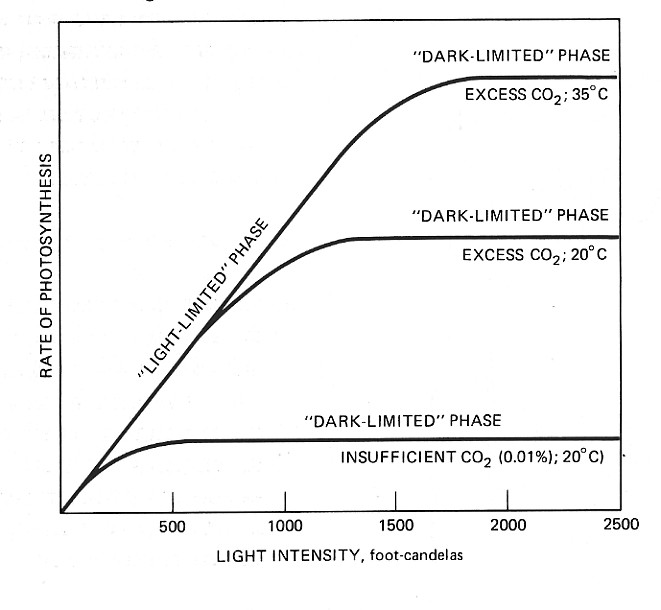 "DARK-LIMITED" PHASE
EXCESS CO₂; 35°C
"DARK-LIMITED" PHASE
EXCESS CO₂; 20°C
"LIGHT-LIMITED" PHASE
RATE OF PHOTOSYNTHESIS
"DARK-LIMITED" PHASE
INSUFFICIENT CO₂ (0.01%); 20°C)
500 1000 1500 2000 2500
LIGHT INTENSITY, foot-candelas